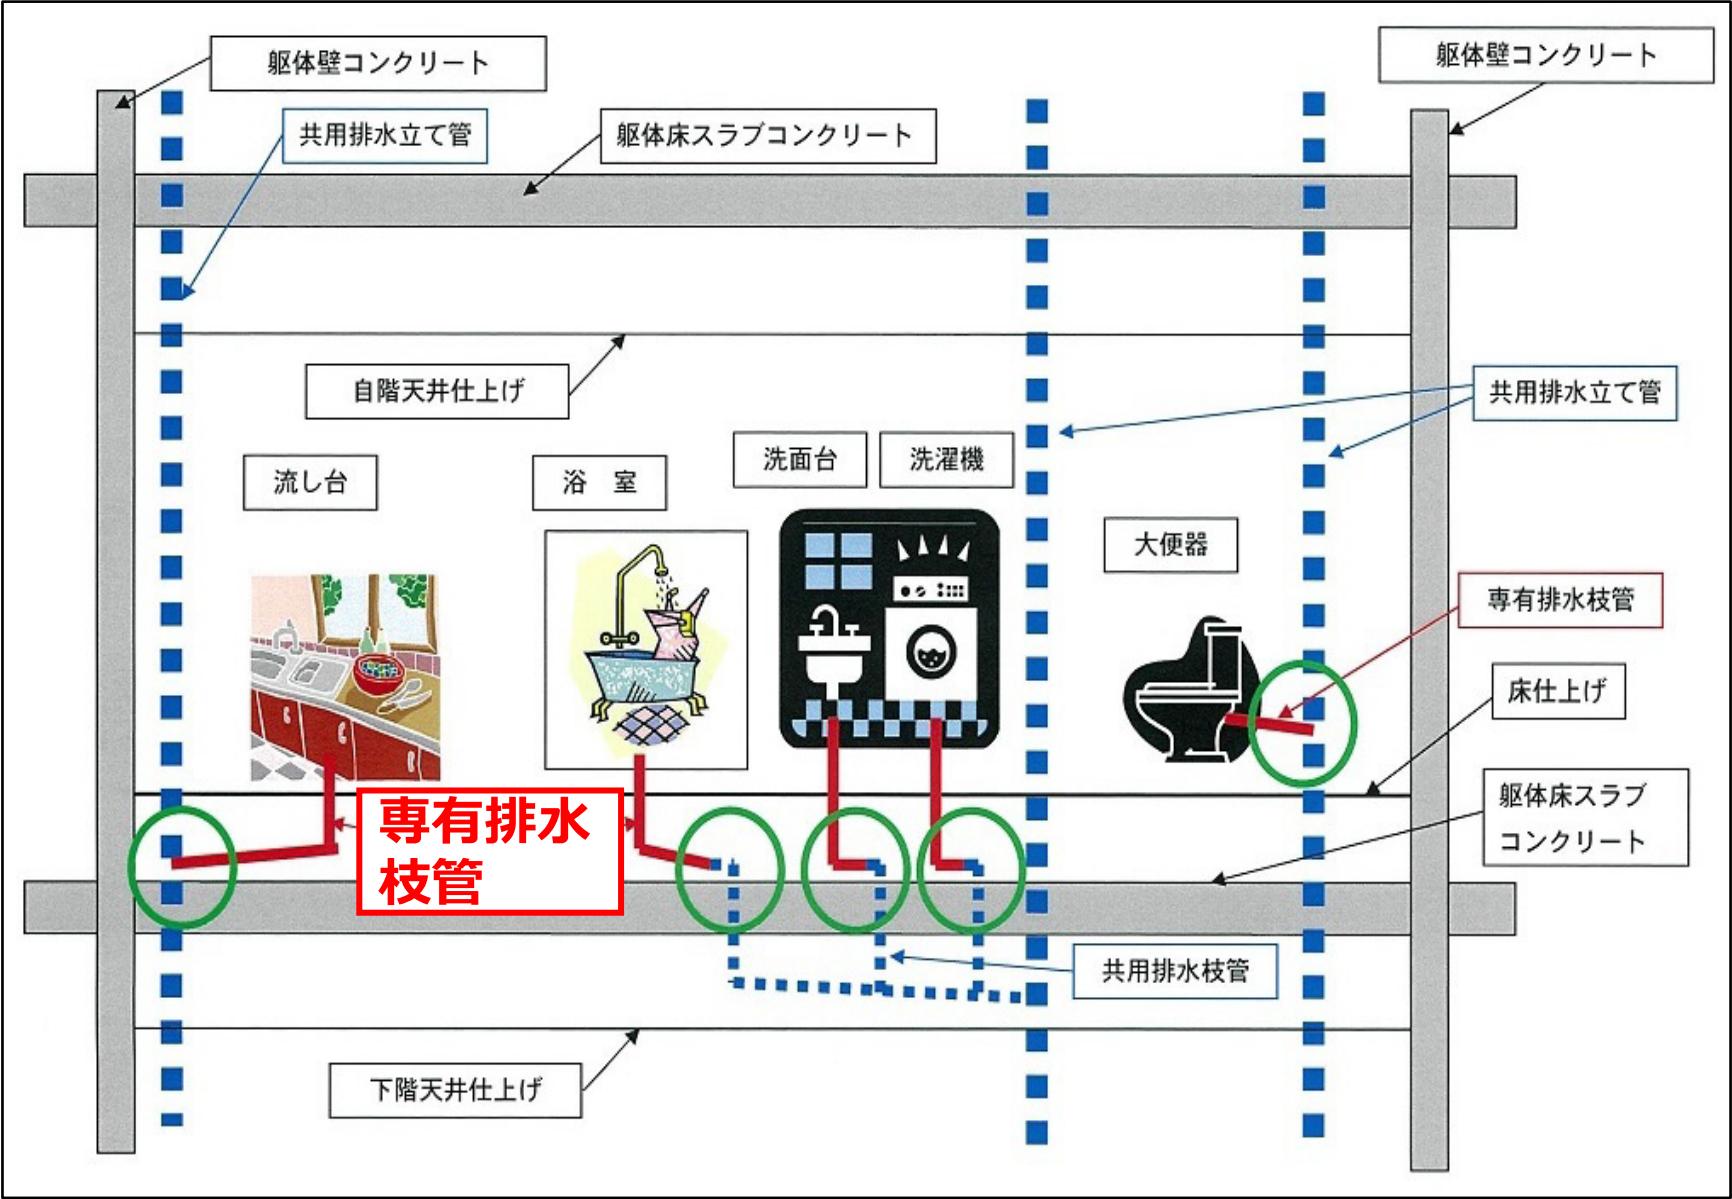 躯体壁コンクリート
躯体壁コンクリート
共用排水立て管
躯体床スラブコンクリート
自階天井仕上げ
共用排水立て管
流し台
浴　室
洗面台
洗濯機
大便器
専有排水枝管
床仕上げ
専有排水
枝管
躯体床スラブ
コンクリート
共用排水枝管
下階天井仕上げ